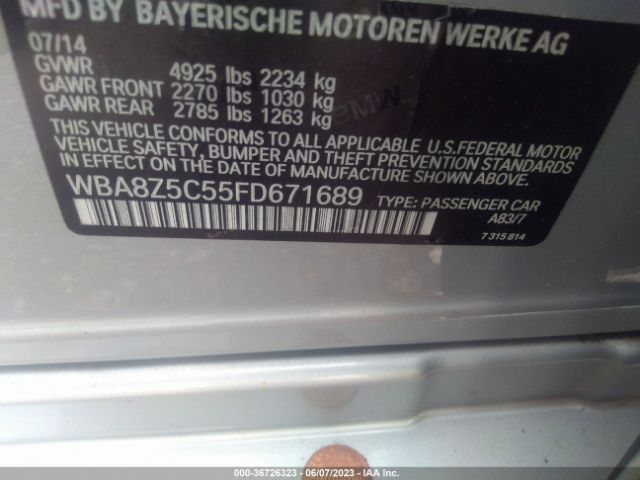 MFD BY BAYERISCHE MOTOREN WERKE AG
07/14
GVWR 4925 lbs 2234 kg
GAWR FRONT 2270 lbs 1030 kg
GAWR REAR 2785 lbs 1263 kg
BMW
THIS VEHICLE CONFORMS TO ALL APPLICABLE U.S.FEDERAL MOTOR
VEHICLE SAFETY, BUMPER, AND THEFT PREVENTION STANDARDS
IN EFFECT ON THE DATE OF MANUFACTURE SHOWN ABOVE.
WBA8Z5C55FD671689 TYPE: PASSENGER CAR
A83/7
7 315 814
000-36726323 — 06/07/2023 — IAAI.COM